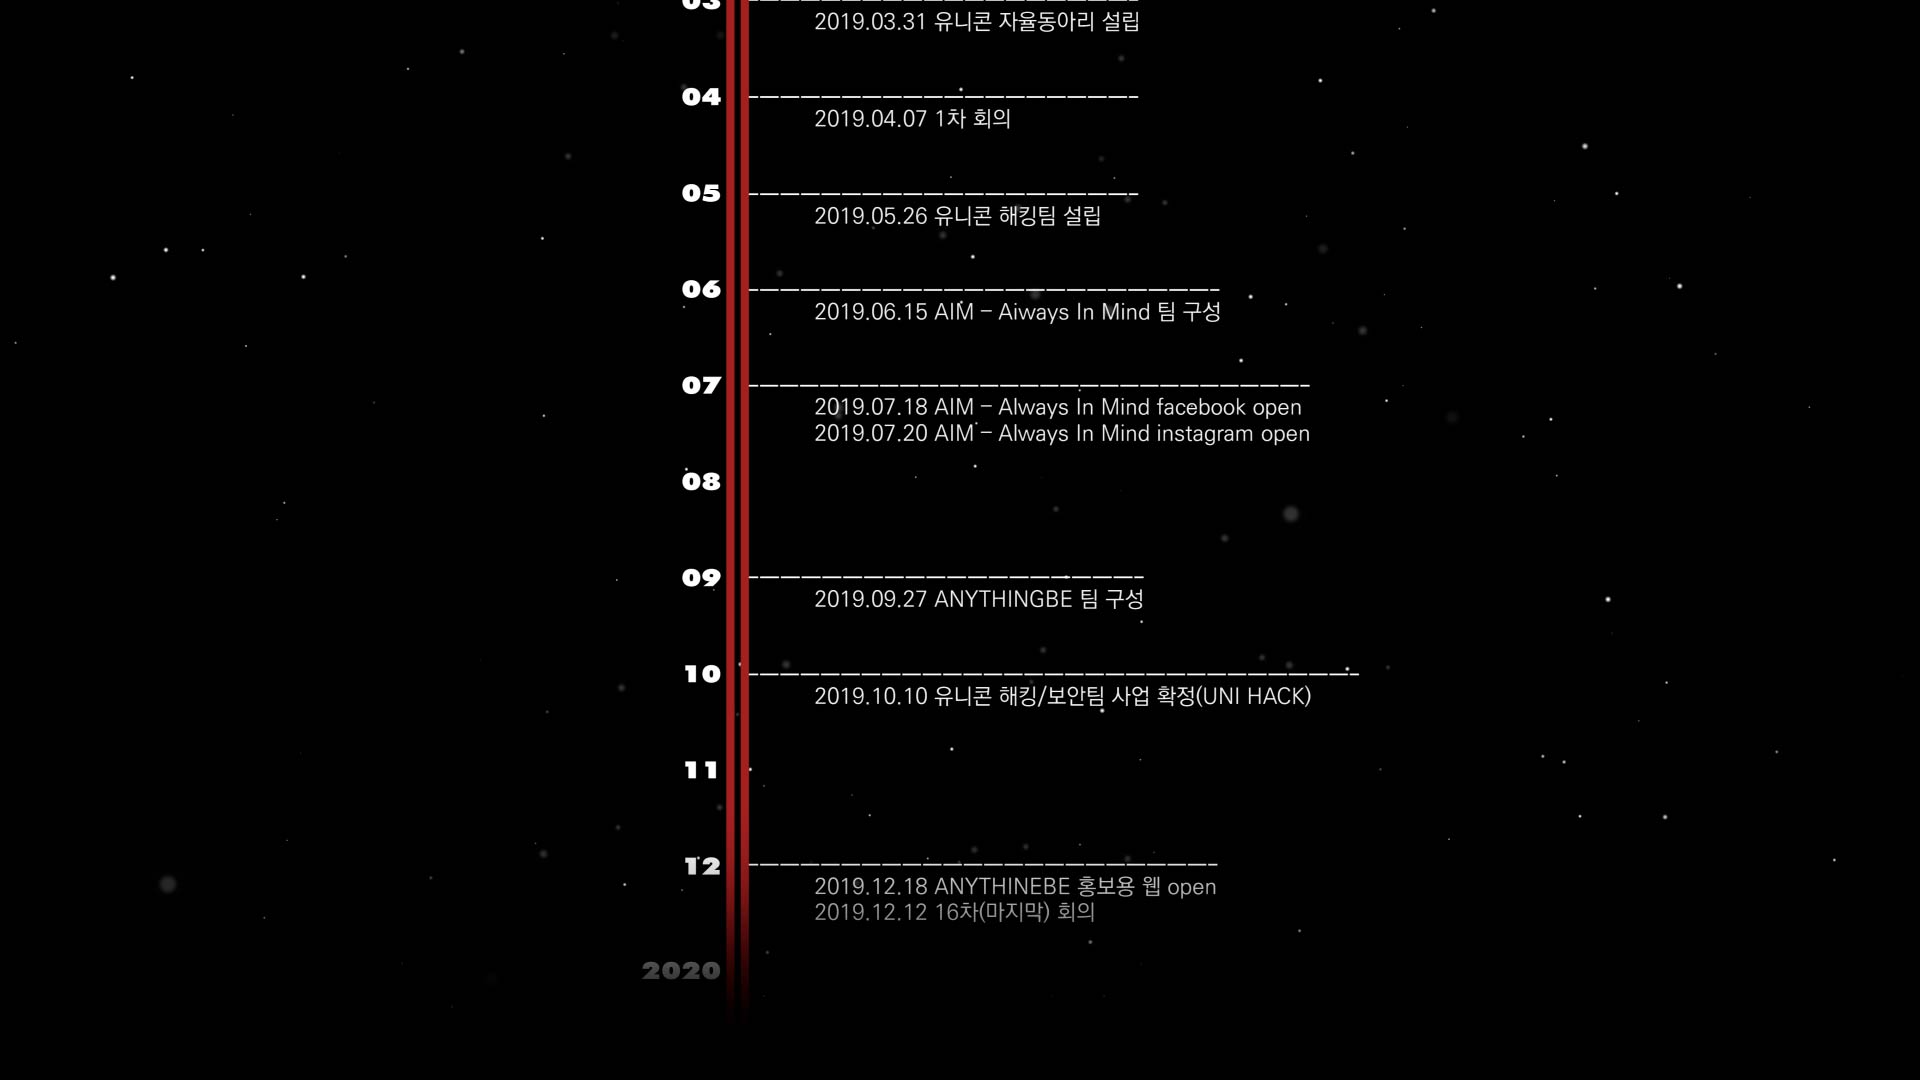 03
2019.03.31 유니콘 자율동아리 설립
04
2019.04.07 1차 회의
05
2019.05.26 유니콘 해킹팀 설립
06
2019.06.15 AIM – Aiways In Mind 팀 구성
07
2019.07.18 AIM – Always In Mind facebook open
2019.07.20 AIM – Always In Mind instagram open
08
09
2019.09.27 ANYTHINGBE 팀 구성
10
2019.10.10 유니콘 해킹/보안팀 사업 확정(UNI HACK)
11
12
2019.12.18 ANYTHINEBE 홍보용 웹 open
2019.12.12 16차(마지막) 회의
2020